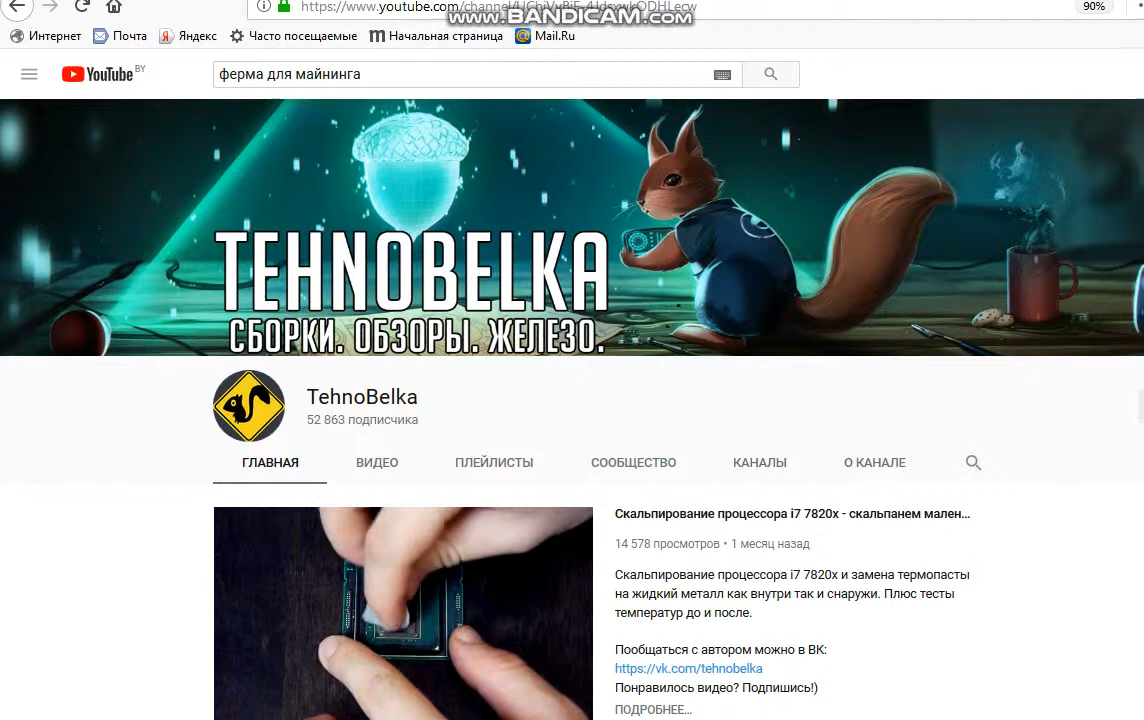 https://www.youtube.com/channel/
www.BANDICAM.com
90%
Интернет Почта Яндекс Часто посещаемые Начальная страница Mail.Ru
YouTube BY
ферма для майнинга
TEHNOBELKA
СБОРКИ. ОБЗОРЫ. ЖЕЛЕЗО.
TehnoBelka
52 863 подписчика
ГЛАВНАЯ ВИДЕО ПЛЕЙЛИСТЫ СООБЩЕСТВО КАНАЛЫ О КАНАЛЕ
Скальпирование процессора i7 7820x - скальпанем мален...
14 578 просмотров • 1 месяц назад
Скальпирование процессора i7 7820x и замена термопасты
на жидкий металл как внутри так и снаружи. Плюс тесты
температур до и после.
Пообщаться с автором можно в ВК:
https://vk.com/tehnobelka
Понравилось видео? Подпишись!)
ПОДРОБНЕЕ...